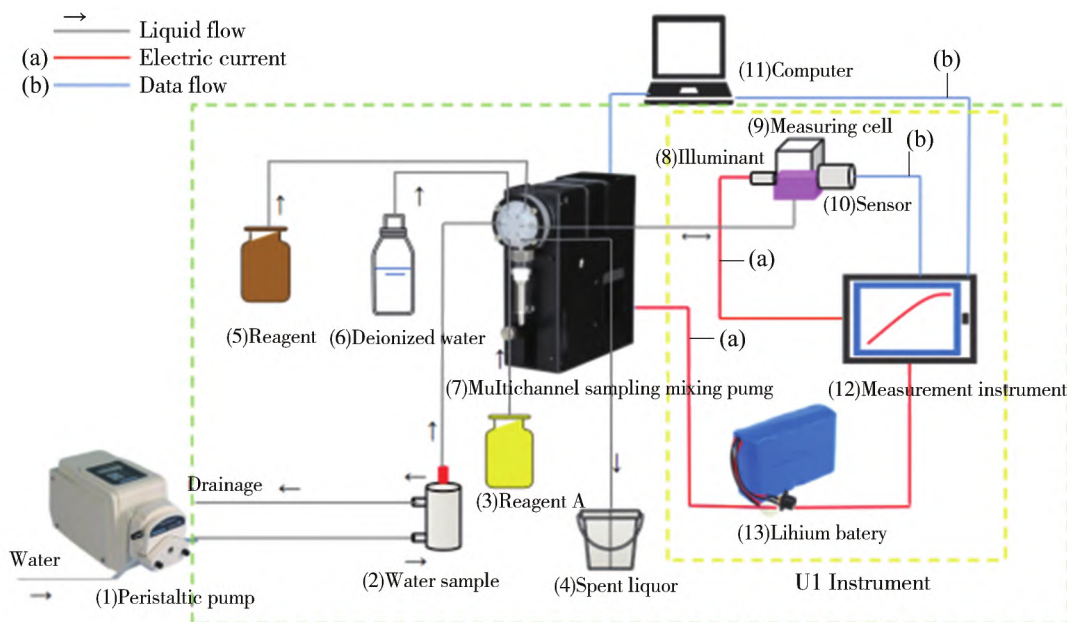 Liquid flow
(a) Electric current
(b) Data flow
(11)Computer
(b)
(9)Measuring cell
(8)Illuminant
(b)
(10)Sensor
(a)
(5)Reagent
(6)Deionized water
(a)
(7)Multichannel sampling mixing pumg
(12)Measurement instrument
Drainage
(3)Reagent A
(13)Lihium batery
Water
(2)Water sample
(4)Spent liquor
U1 Instrument
(1)Peristaltic pump